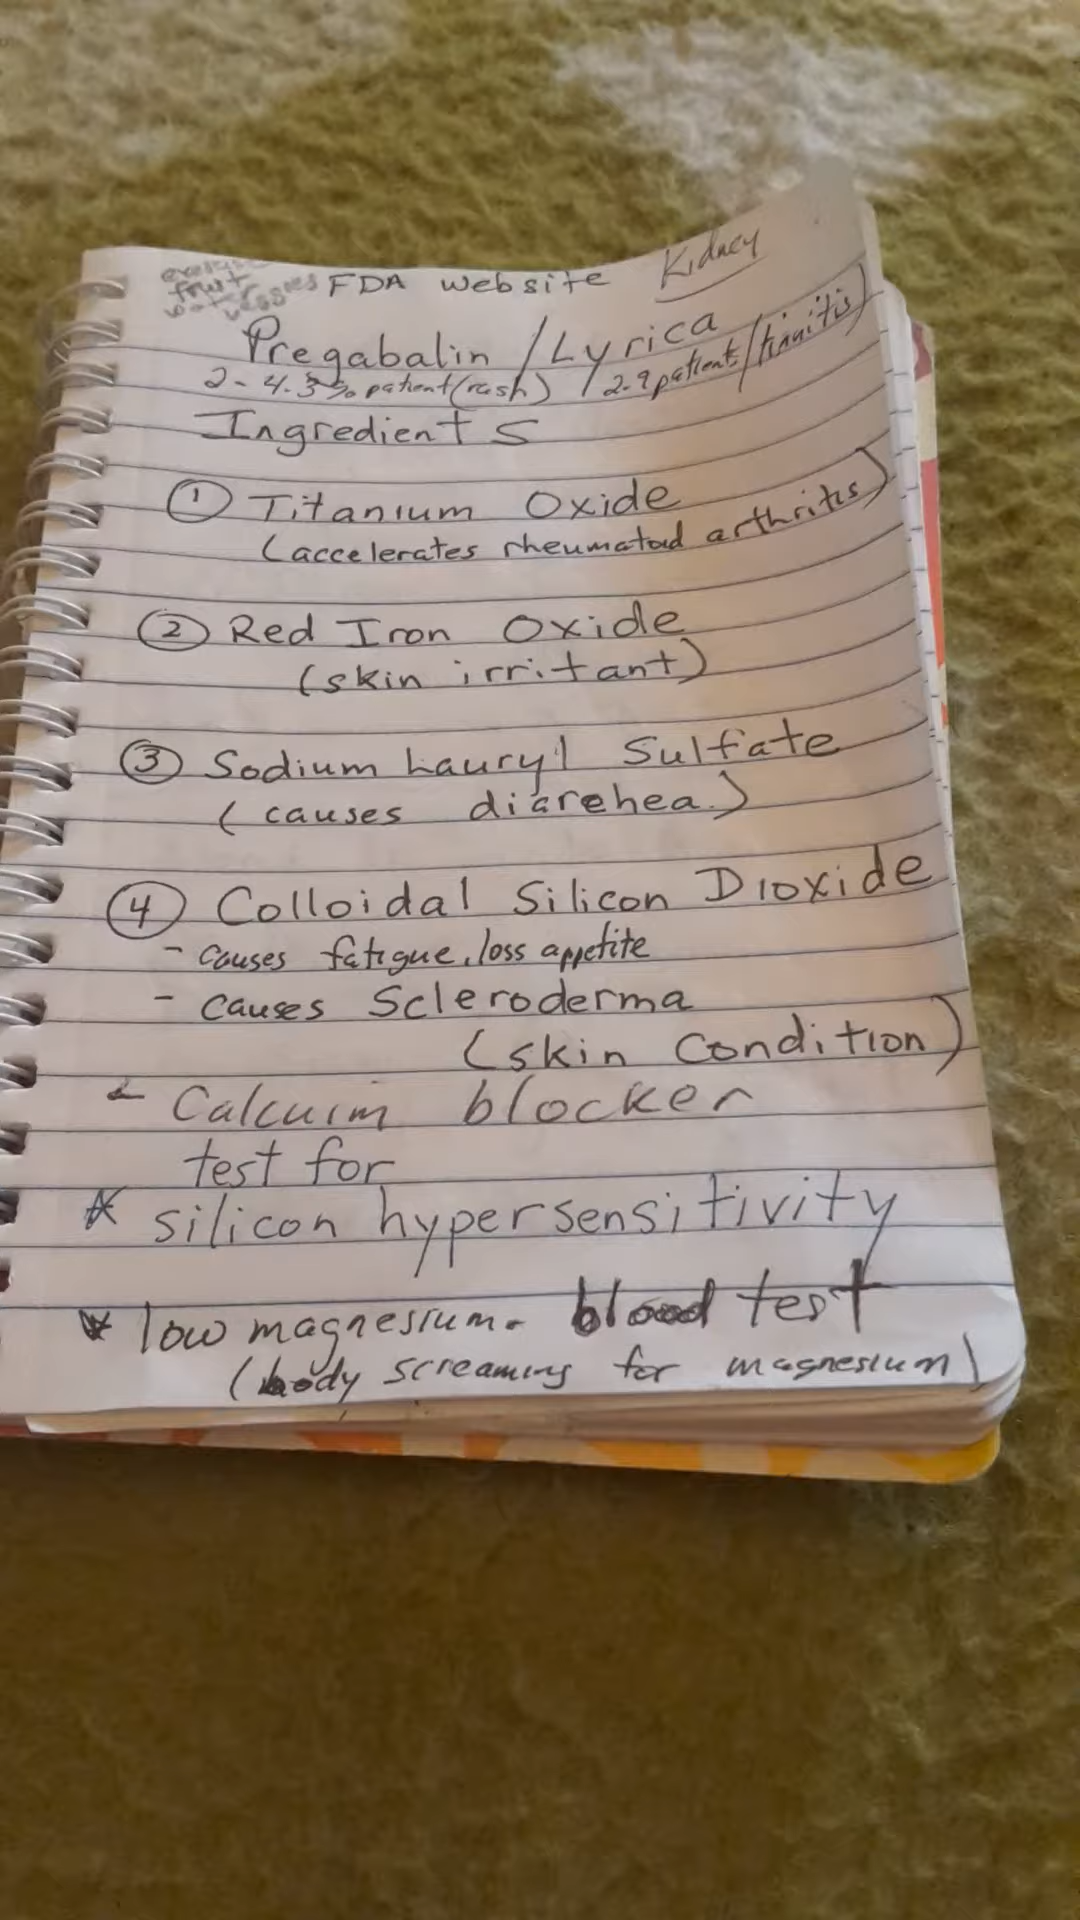 FDA website Kidney
Pregabalin / Lyrica
2-4.3% patient (rash) / 2-9 patients / tinnitis)
Ingredients
① Titanium Oxide
(accelerates rheumatoid arthritis)
② Red Iron Oxide
(skin irritant)
③ Sodium Lauryl Sulfate
(causes diarehea.)
④ Colloidal Silicon Dioxide
- causes fatigue, loss appetite
- causes Scleroderma
(skin condition)
- Calcuim blocker
test for
* silicon hypersensitivity
* low magnesium - blood test
(body screaming for magnesium)